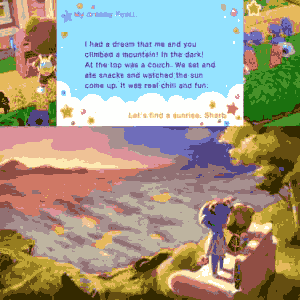 My dreamy Peau,
I had a dream that me and you
climbed a mountain! In the dark!
At the top was a couch. We sat and
ate snacks and watched the sun
come up. It was real chill and fun.
Let's find a sunrise, Sharb